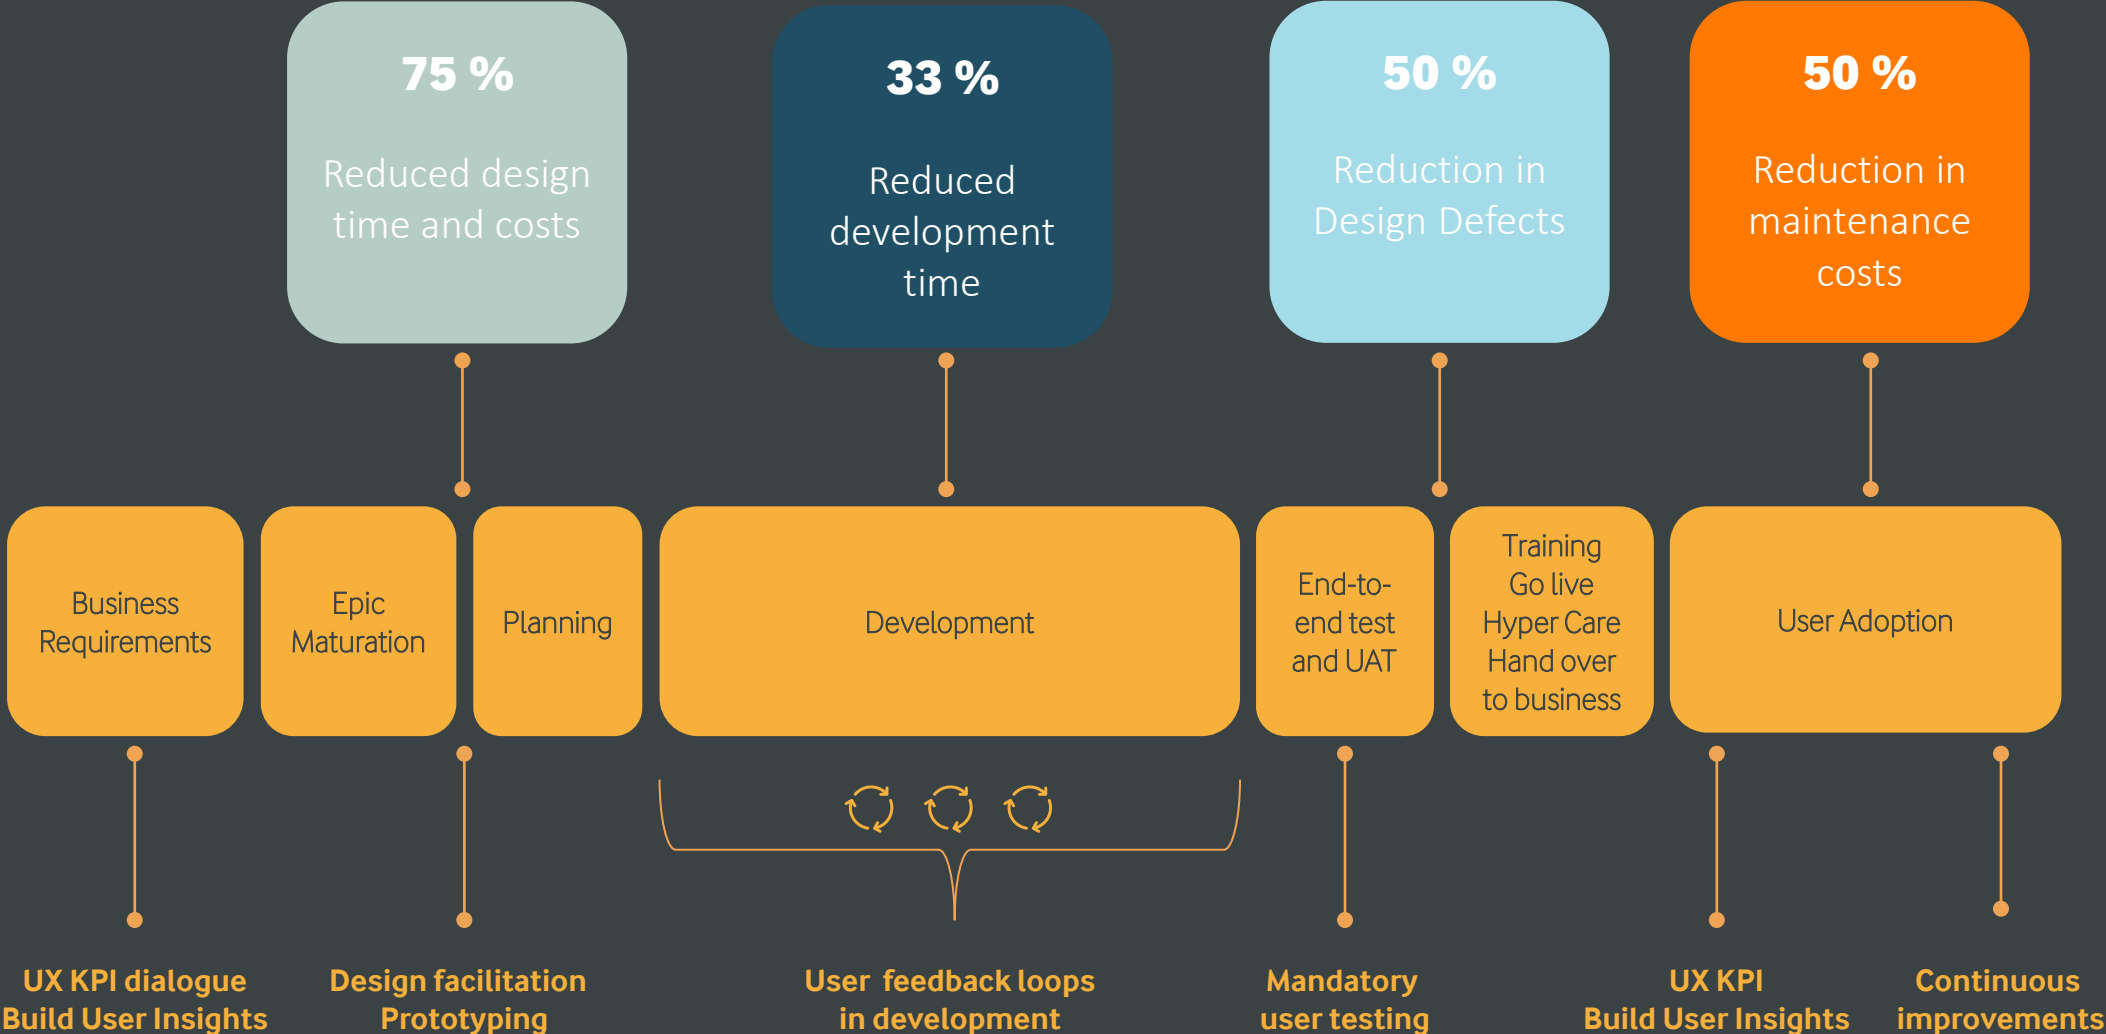 75 %
Reduced design
time and costs
33 %
Reduced
development
time
50 %
Reduction in
Design Defects
50 %
Reduction in
maintenance
costs
Business
Requirements
Epic
Maturation
Planning
Development
End-to-
end test
and UAT
Training
Go live
Hyper Care
Hand over
to business
User Adoption
UX KPI dialogue
Build User Insights
Design facilitation
Prototyping
User feedback loops
in development
Mandatory
user testing
UX KPI
Build User Insights
Continuous
improvements